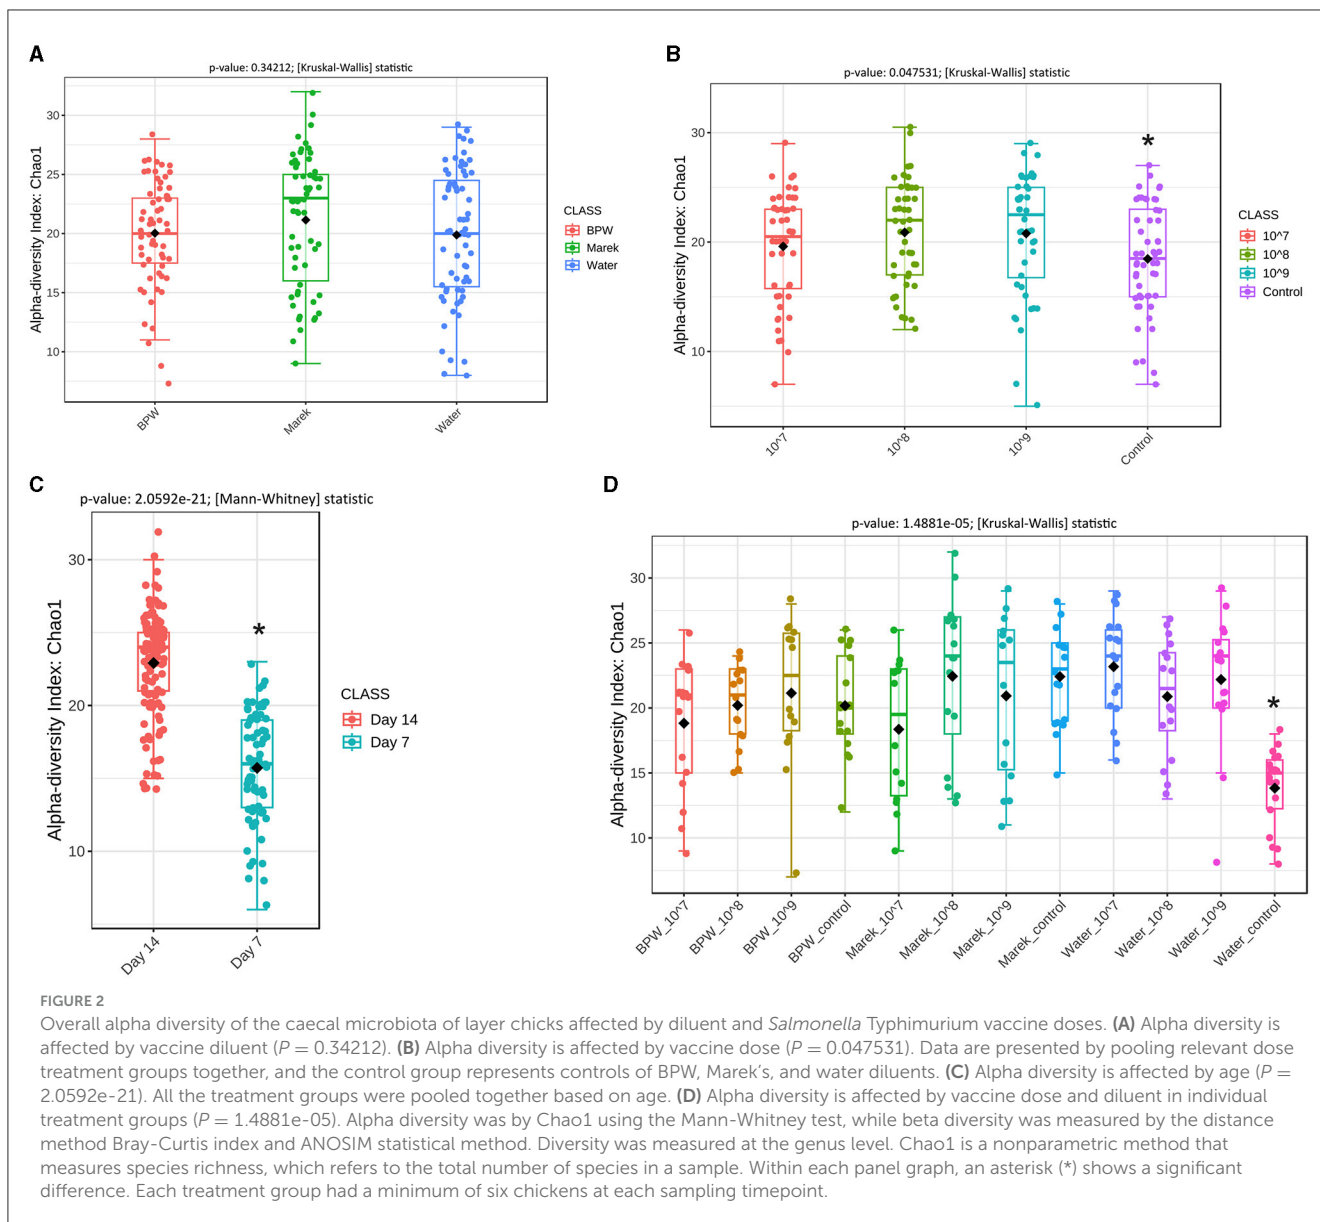 A
p-value: 0.34212; [Kruskal-Wallis] statistic
Alpha-diversity Index: Chao1
30
25
20
15
10
BPW
Marek
Water
CLASS
BPW
Marek
Water
B
p-value: 0.047531; [Kruskal-Wallis] statistic
Alpha-diversity Index: Chao1
30
20
10
10^7
10^8
10^9
Control
*
CLASS
10^7
10^8
10^9
Control
C
p-value: 2.0592e-21; [Mann-Whitney] statistic
Alpha-diversity Index: Chao1
30
20
10
*
Day 14
Day 7
CLASS
Day 14
Day 7
D
p-value: 1.4881e-05; [Kruskal-Wallis] statistic
Alpha-diversity Index: Chao1
30
25
20
15
10
*
BPW_10^7
BPW_10^8
BPW_10^9
BPW_control
Marek_10^7
Marek_10^8
Marek_10^9
Marek_control
Water_10^7
Water_10^8
Water_10^9
Water_control
FIGURE 2
Overall alpha diversity of the caecal microbiota of layer chicks affected by diluent and Salmonella Typhimurium vaccine doses. (A) Alpha diversity is
affected by vaccine diluent (P = 0.34212). (B) Alpha diversity is affected by vaccine dose (P = 0.047531). Data are presented by pooling relevant dose
treatment groups together, and the control group represents controls of BPW, Marek's, and water diluents. (C) Alpha diversity is affected by age (P =
2.0592e-21). All the treatment groups were pooled together based on age. (D) Alpha diversity is affected by vaccine dose and diluent in individual
treatment groups (P = 1.4881e-05). Alpha diversity was by Chao1 using the Mann-Whitney test, while beta diversity was measured by the distance
method Bray-Curtis index and ANOSIM statistical method. Diversity was measured at the genus level. Chao1 is a nonparametric method that
measures species richness, which refers to the total number of species in a sample. Within each panel graph, an asterisk (*) shows a significant
difference. Each treatment group had a minimum of six chickens at each sampling timepoint.